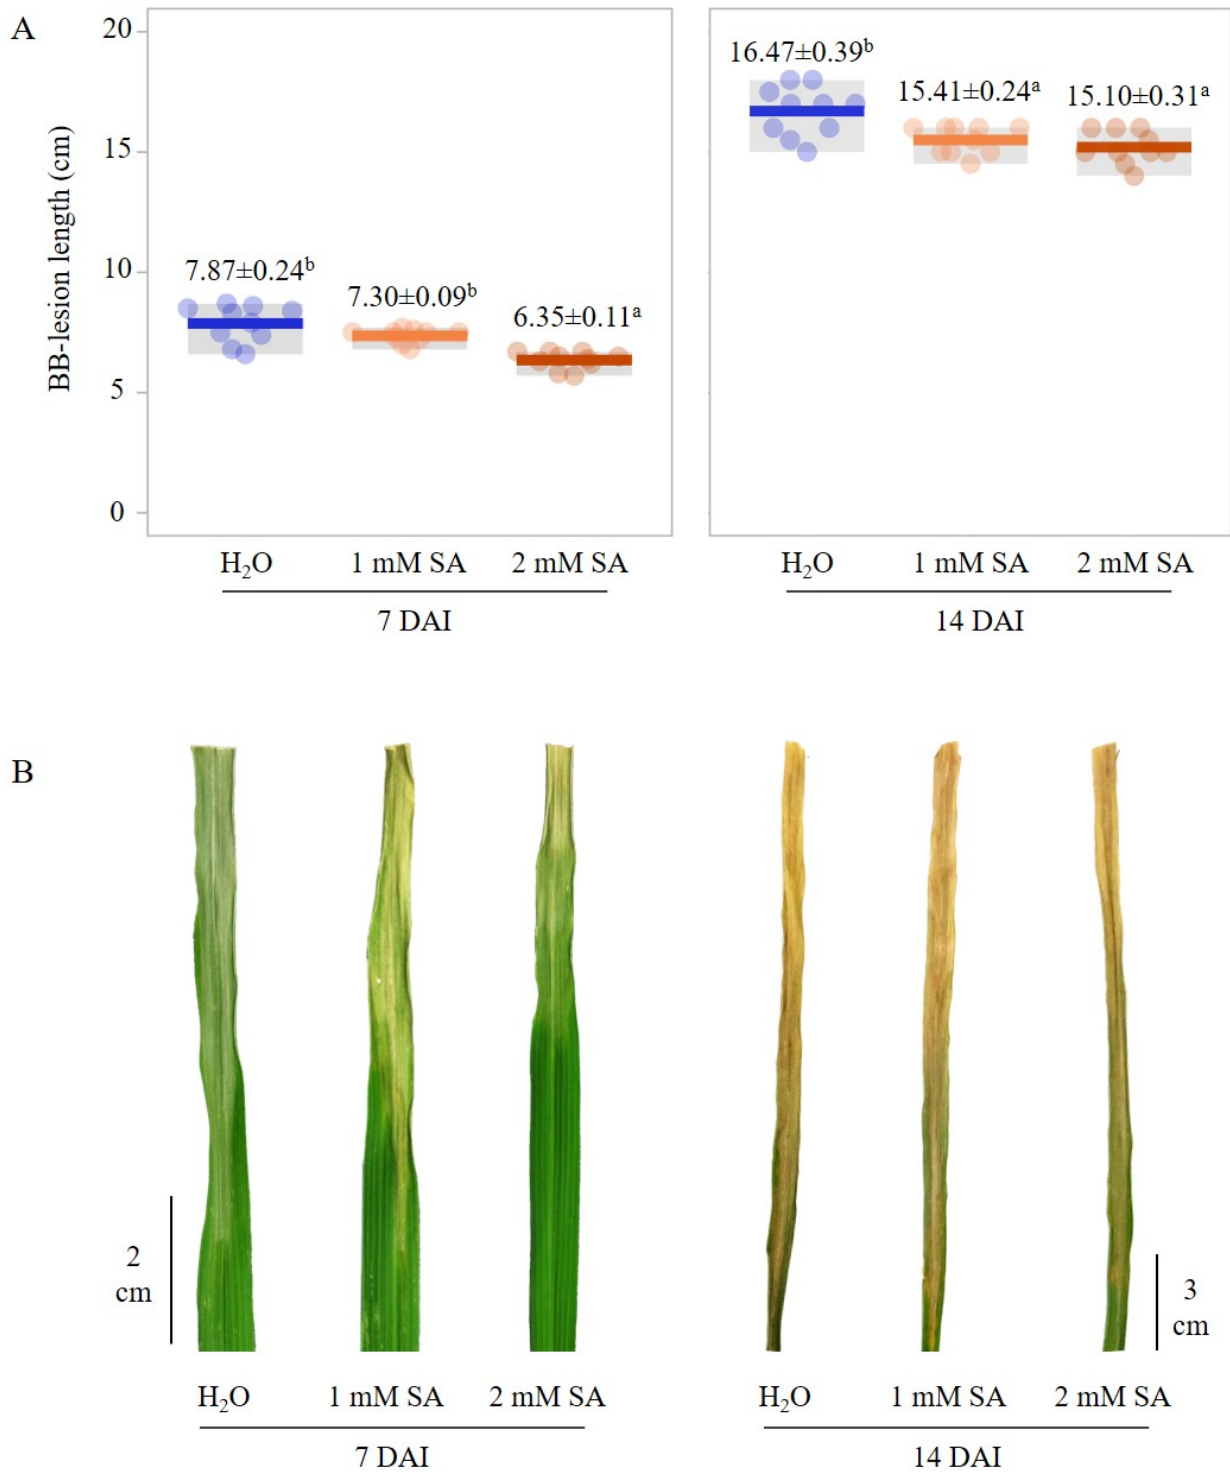 A
BB-lesion length (cm)
20
15
10
5
0
7.87±0.24ᵇ
7.30±0.09ᵇ
6.35±0.11ᵃ
16.47±0.39ᵇ
15.41±0.24ᵃ
15.10±0.31ᵃ
H₂O 1 mM SA 2 mM SA
7 DAI
H₂O 1 mM SA 2 mM SA
14 DAI
B
2
cm
3
cm
H₂O 1 mM SA 2 mM SA
7 DAI
H₂O 1 mM SA 2 mM SA
14 DAI